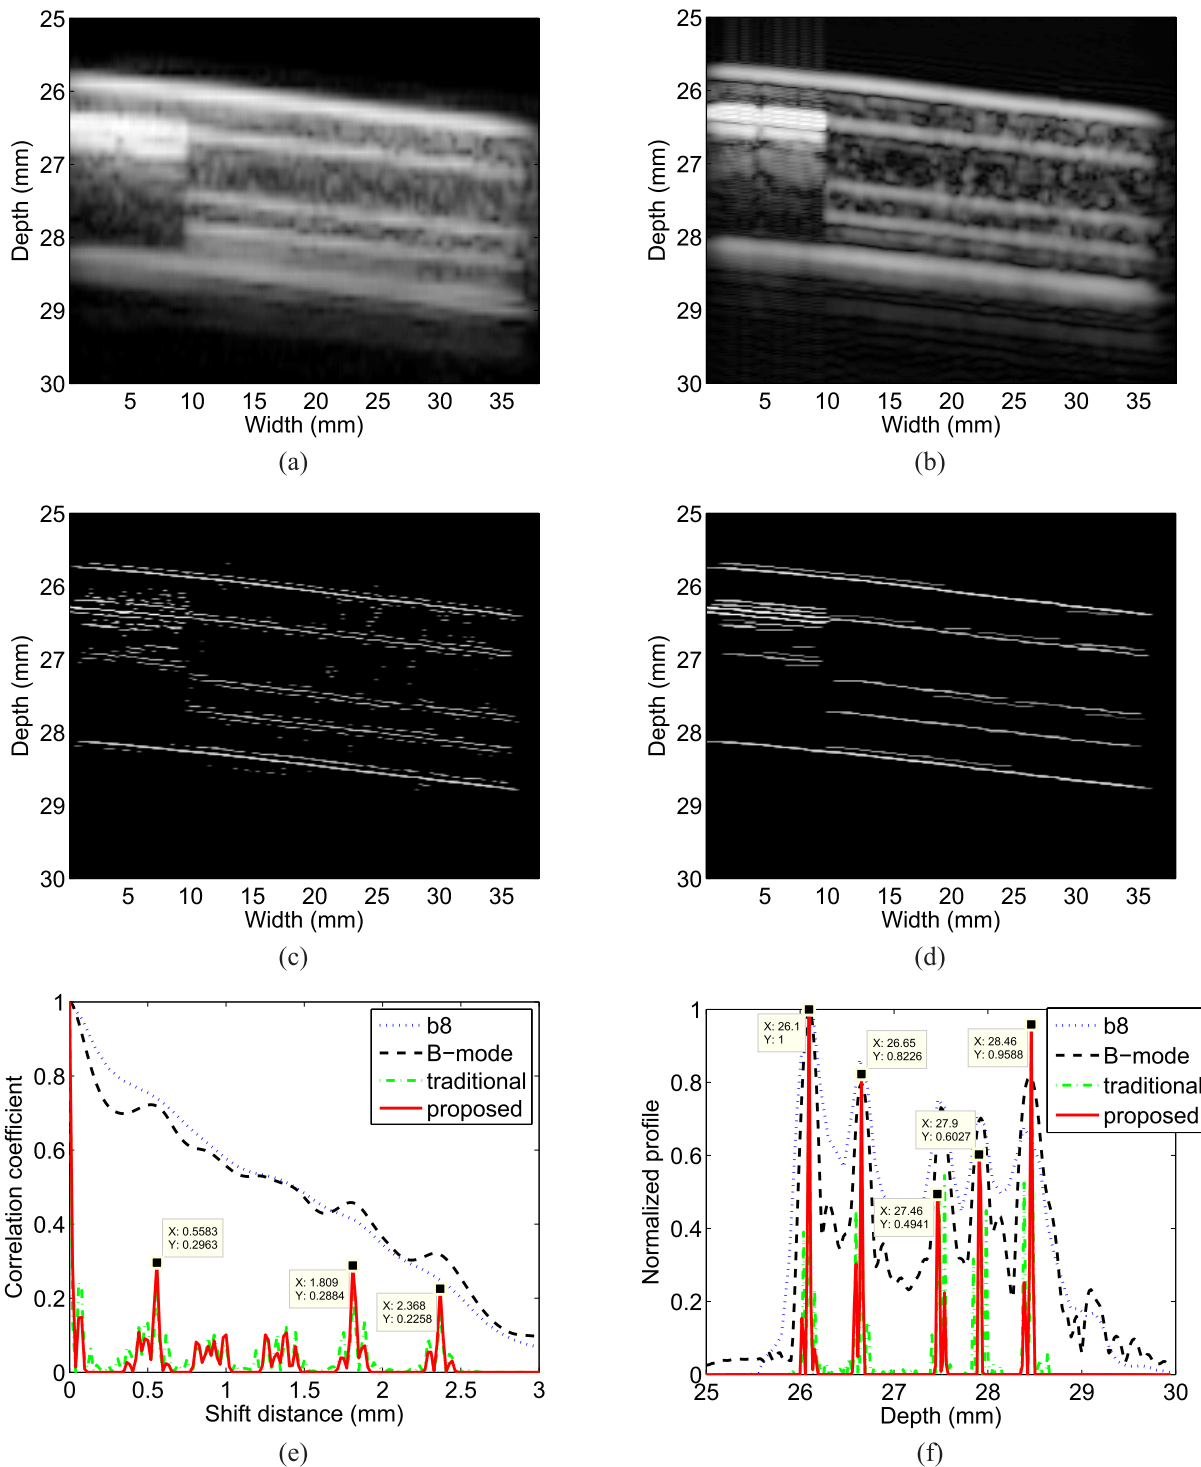 25
26
27
28
29
30
Depth (mm)
5 10 15 20 25 30 35
Width (mm)
(a)
25
26
27
28
29
30
Depth (mm)
5 10 15 20 25 30 35
Width (mm)
(b)
25
26
27
28
29
30
Depth (mm)
5 10 15 20 25 30 35
Width (mm)
(c)
25
26
27
28
29
30
Depth (mm)
5 10 15 20 25 30 35
Width (mm)
(d)
1
0.8
0.6
0.4
0.2
0
Correlation coefficient
b8
B−mode
traditional
proposed
X: 0.5583
Y: 0.2963
X: 1.809
Y: 0.2884
X: 2.368
Y: 0.2258
0 0.5 1 1.5 2 2.5 3
Shift distance (mm)
(e)
1
0.8
0.6
0.4
0.2
0
Normalized profile
X: 26.1
Y: 1
X: 26.65
Y: 0.8226
X: 28.46
Y: 0.9588
X: 27.9
Y: 0.6027
X: 27.46
Y: 0.4941
b8
B−mode
traditional
proposed
25 26 27 28 29 30
Depth (mm)
(f)